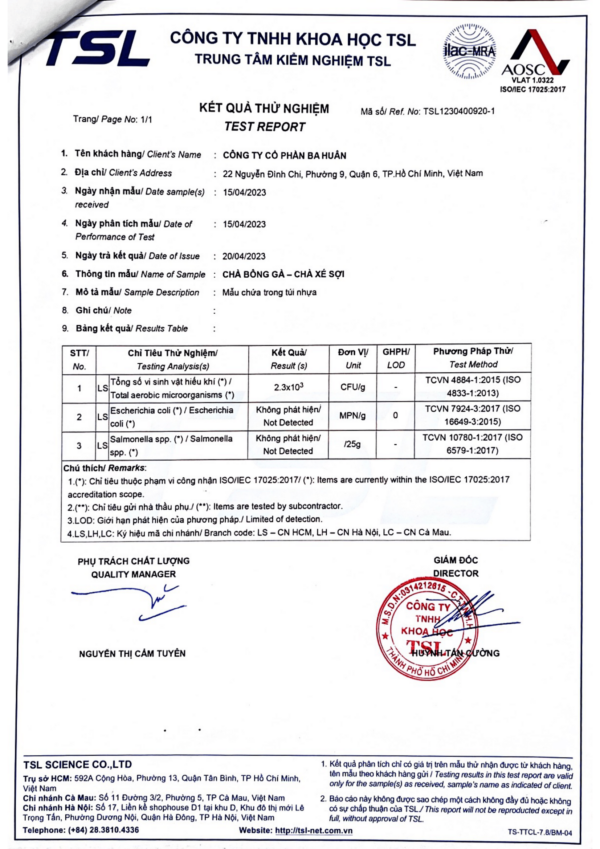 TSL
CÔNG TY TNHH KHOA HỌC TSL
TRUNG TÂM KIỂM NGHIỆM TSL
ilac-MRA
AOSC
VLAT 1.0322
ISO/IEC 17025:2017
KẾT QUẢ THỬ NGHIỆM
TEST REPORT
Trang/ Page No: 1/1
Mã số/ Ref. No: TSL1230400920-1
1. Tên khách hàng/ Client's Name : CÔNG TY CỔ PHẦN BA HUÂN
2. Địa chỉ/ Client's Address : 22 Nguyễn Đình Chi, Phường 9, Quận 6, TP.Hồ Chí Minh, Việt Nam
3. Ngày nhận mẫu/ Date sample(s) : 15/04/2023
received
4. Ngày phân tích mẫu/ Date of : 15/04/2023
Performance of Test
5. Ngày trả kết quả/ Date of Issue : 20/04/2023
6. Thông tin mẫu/ Name of Sample : CHÀ BÔNG GÀ – CHÀ XÉ SỢI
7. Mô tả mẫu/ Sample Description : Mẫu chứa trong túi nhựa
8. Ghi chú/ Note :
9. Bảng kết quả/ Results Table :
STT/ Chỉ Tiêu Thử Nghiệm/ Kết Quả/ Đơn Vị/ GHPH/ Phương Pháp Thử/
No. Testing Analysis(s) Result (s) Unit LOD Test Method
1 LS Tổng số vi sinh vật hiếu khí (*) / Total aerobic microorganisms (*) 2.3x10³ CFU/g - TCVN 4884-1:2015 (ISO 4833-1:2013)
2 LS Escherichia coli (*) / Escherichia coli (*) Không phát hiện/ Not Detected MPN/g 0 TCVN 7924-3:2017 (ISO 16649-3:2015)
3 LS Salmonella spp. (*) / Salmonella spp. (*) Không phát hiện/ Not Detected /25g - TCVN 10780-1:2017 (ISO 6579-1:2017)
Chú thích/ Remarks:
1.(*): Chỉ tiêu thuộc phạm vi công nhận ISO/IEC 17025:2017/ (*): Items are currently within the ISO/IEC 17025:2017
accreditation scope.
2.(**): Chỉ tiêu gửi nhà thầu phụ./ (**): Items are tested by subcontractor.
3.LOD: Giới hạn phát hiện của phương pháp./ Limited of detection.
4.LS,LH,LC: Ký hiệu mã chi nhánh/ Branch code: LS – CN HCM, LH – CN Hà Nội, LC – CN Cà Mau.
PHỤ TRÁCH CHẤT LƯỢNG
QUALITY MANAGER
GIÁM ĐỐC
DIRECTOR
M.S.D.N:0314212615
CÔNG TY
TNHH
KHOA HỌC
TSL
THÀNH PHỐ HỒ CHÍ MINH
NGUYỄN THỊ CẨM TUYÊN
HUỲNH TẤN CƯỜNG
TSL SCIENCE CO.,LTD
Trụ sở HCM: 592A Cộng Hòa, Phường 13, Quận Tân Bình, TP Hồ Chí Minh,
Việt Nam
Chi nhánh Cà Mau: Số 11 Đường 3/2, Phường 5, TP Cà Mau, Việt Nam
Chi nhánh Hà Nội: Số 17, Liền kề shophouse D1 tại khu D, Khu đô thị mới Lê
Trọng Tấn, Phường Dương Nội, Quận Hà Đông, TP Hà Nội, Việt Nam
Telephone: (+84) 28.3810.4336 Website: http://tsl-net.com.vn
1. Kết quả phân tích chỉ có giá trị trên mẫu thử nhận được từ khách hàng,
tên mẫu theo khách hàng gửi / Testing results in this test report are valid
only for the sample(s) as received, sample's name as indicated of client.
2. Báo cáo này không được sao chép một cách không đầy đủ hoặc không
có sự chấp thuận của TSL./ This report will not be reproduced except in
full, without approval of TSL.
TS-TTCL-7.8/BM-04